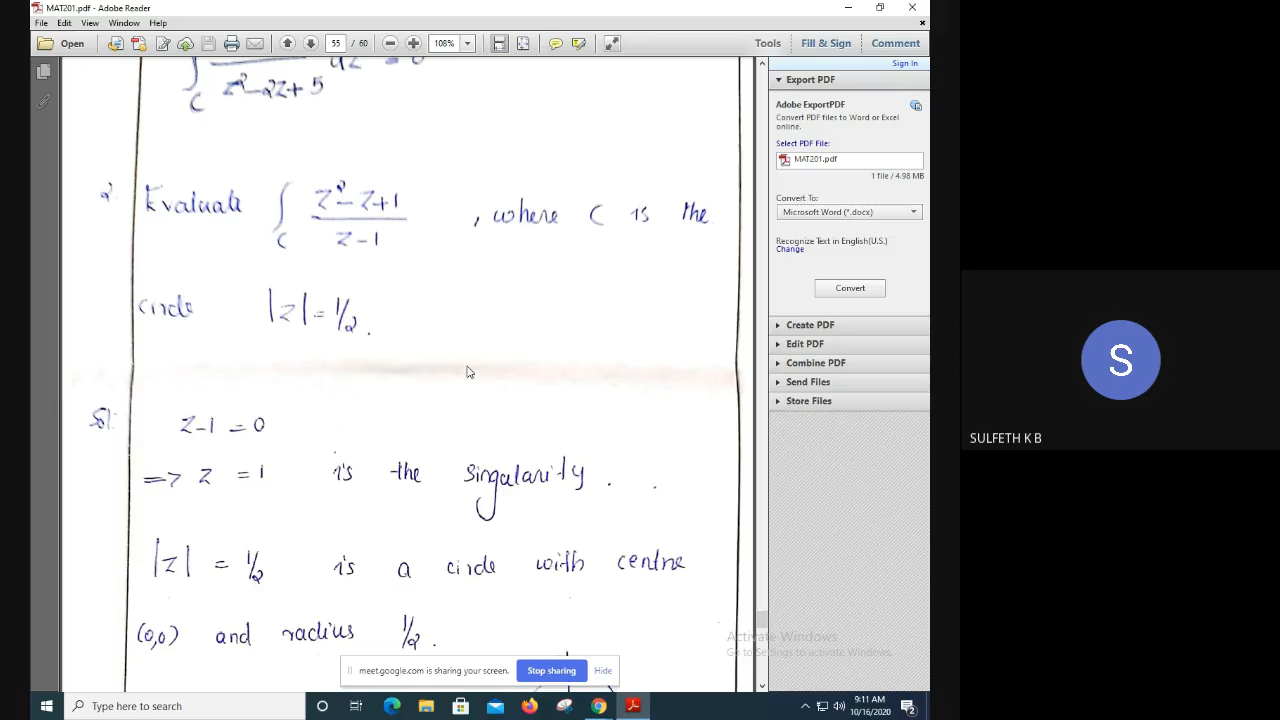 MAT201.pdf - Adobe Reader
File Edit View Window Help
Open 55 / 60 108% Tools Fill & Sign Comment
Sign In
∫C z²-2z+5 dz = 0
2. Evaluate ∫C z²-z+1 / z-1 , where C is the
circle |z| = 1/2.
Sol: z-1 = 0
=> z = 1 is the singularity.
|z| = 1/2 is a circle with centre
(0,0) and radius 1/2.
Export PDF
Adobe ExportPDF
Convert PDF files to Word or Excel
online.
Select PDF File:
MAT201.pdf
1 file / 4.98 MB
Convert To:
Microsoft Word (*.docx)
Recognize Text in English(U.S.)
Change
Convert
Create PDF
Edit PDF
Combine PDF
Send Files
Store Files
S
SULFETH K B
Activate Windows
Go to Settings to activate Windows.
meet.google.com is sharing your screen. Stop sharing Hide
Type here to search
9:11 AM
10/16/2020
2